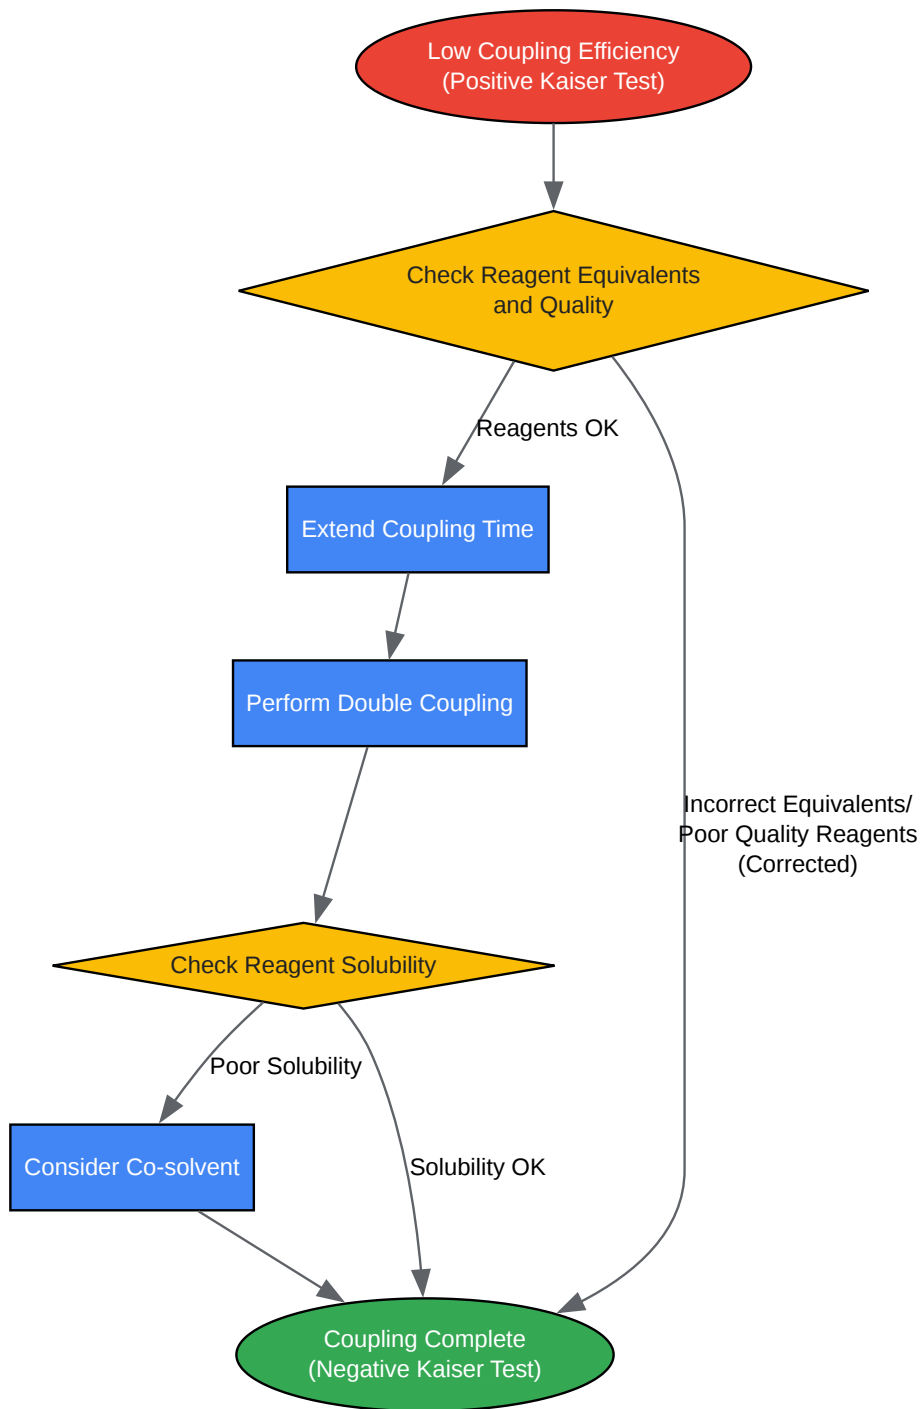 Low Coupling Efficiency
(Positive Kaiser Test)
Check Reagent Equivalents
and Quality
Reagents OK
Extend Coupling Time
Perform Double Coupling
Incorrect Equivalents/
Poor Quality Reagents
(Corrected)
Check Reagent Solubility
Poor Solubility
Consider Co-solvent
Solubility OK
Coupling Complete
(Negative Kaiser Test)